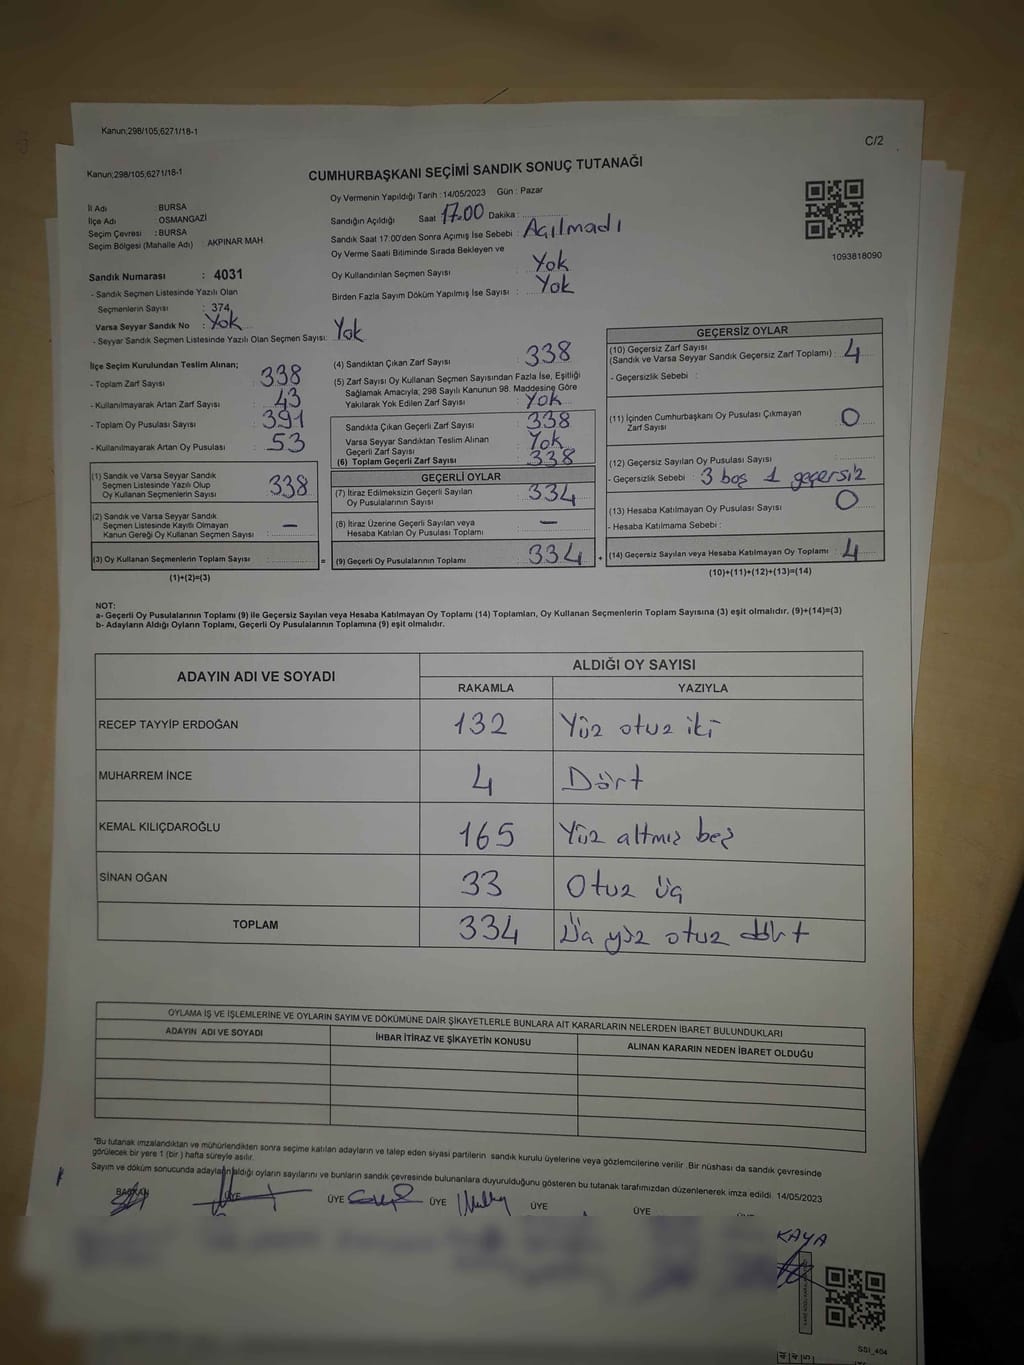 Kanun;298/105;6271/18-1
C/2
Kanun;298/105;6271/18-1
CUMHURBAŞKANI SEÇİMİ SANDIK SONUÇ TUTANAĞI
İl Adı : BURSA
İlçe Adı : OSMANGAZİ
Seçim Çevresi : BURSA
Seçim Bölgesi (Mahalle Adı) : AKPINAR MAH
Sandık Numarası : 4031
- Sandık Seçmen Listesinde Yazılı Olan
Seçmenlerin Sayısı : 374
Varsa Seyyar Sandık No : Yok
- Seyyar Sandık Seçmen Listesinde Yazılı Olan Seçmen Sayısı: Yok
Oy Vermenin Yapıldığı Tarih : 14/05/2023 Gün : Pazar
Sandığın Açıldığı Saat 17.00 Dakika :
Sandık Saat 17:00'den Sonra Açımış İse Sebebi : Açılmadı
Oy Verme Saati Bitiminde Sırada Bekleyen ve
Oy Kullandırılan Seçmen Sayısı : Yok
Birden Fazla Sayım Döküm Yapılmış İse Sayısı : Yok
1093818090
İlçe Seçim Kurulundan Teslim Alınan;
- Toplam Zarf Sayısı : 338
- Kullanılmayarak Artan Zarf Sayısı : 43
- Toplam Oy Pusulası Sayısı : 391
- Kullanılmayarak Artan Oy Pusulası : 53
(1) Sandık ve Varsa Seyyar Sandık
Seçmen Listesinde Yazılı Olup
Oy Kullanan Seçmenlerin Sayısı : 338
(2) Sandık ve Varsa Seyyar Sandık
Seçmen Listesinde Kayıtlı Olmayan
Kanun Gereği Oy Kullanan Seçmen Sayısı : —
(3) Oy Kullanan Seçmenlerin Toplam Sayısı :
(1)+(2)=(3)
(4) Sandıktan Çıkan Zarf Sayısı : 338
(5) Zarf Sayısı Oy Kullanan Seçmen Sayısından Fazla İse, Eşitliği
Sağlamak Amacıyla; 298 Sayılı Kanunun 98. Maddesine Göre
Yakılarak Yok Edilen Zarf Sayısı : Yok
Sandıkta Çıkan Geçerli Zarf Sayısı : 338
Varsa Seyyar Sandıktan Teslim Alınan
Geçerli Zarf Sayısı : Yok
(6) Toplam Geçerli Zarf Sayısı : 338
GEÇERLİ OYLAR
(7) İtiraz Edilmeksizin Geçerli Sayılan
Oy Pusulalarının Sayısı : 334
(8) İtiraz Üzerine Geçerli Sayılan veya
Hesaba Katılan Oy Pusulası Toplamı : —
= (9) Geçerli Oy Pusulalarının Toplamı : 334 +
GEÇERSİZ OYLAR
(10) Geçersiz Zarf Sayısı
(Sandık ve Varsa Seyyar Sandık Geçersiz Zarf Toplamı) : 4
- Geçersizlik Sebebi :
(11) İçinden Cumhurbaşkanı Oy Pusulası Çıkmayan
Zarf Sayısı : 0
(12) Geçersiz Sayılan Oy Pusulası Sayısı :
- Geçersizlik Sebebi : 3 boş 1 geçersiz
(13) Hesaba Katılmayan Oy Pusulası Sayısı : 0
- Hesaba Katılmama Sebebi :
(14) Geçersiz Sayılan veya Hesaba Katılmayan Oy Toplamı : 4
(10)+(11)+(12)+(13)=(14)
NOT:
a- Geçerli Oy Pusulalarının Toplamı (9) ile Geçersiz Sayılan veya Hesaba Katılmayan Oy Toplamı (14) Toplamları, Oy Kullanan Seçmenlerin Toplam Sayısına (3) eşit olmalıdır. (9)+(14)=(3)
b- Adayların Aldığı Oyların Toplamı, Geçerli Oy Pusulalarının Toplamına (9) eşit olmalıdır.
ADAYIN ADI VE SOYADI ALDIĞI OY SAYISI
RAKAMLA YAZIYLA
RECEP TAYYİP ERDOĞAN 132 Yüz otuz iki
MUHARREM İNCE 4 Dört
KEMAL KILIÇDAROĞLU 165 Yüz altmış beş
SİNAN OĞAN 33 Otuz üç
TOPLAM 334 Üç yüz otuz dört
OYLAMA İŞ VE İŞLEMLERİNE VE OYLARIN SAYIM VE DÖKÜMÜNE DAİR ŞİKAYETLERLE BUNLARA AİT KARARLARIN NELERDEN İBARET BULUNDUKLARI
ADAYIN ADI VE SOYADI İHBAR İTİRAZ VE ŞİKAYETİN KONUSU ALINAN KARARIN NEDEN İBARET OLDUĞU
"Bu tutanak imzalandıktan ve mühürlendikten sonra seçime katılan adayların ve talep eden siyasi partilerin sandık kurulu üyelerine veya gözlemcilerine verilir .Bir nüshası da sandık çevresinde
görülecek bir yere 1 (bir ) hafta süreyle asılır.
Sayım ve döküm sonucunda adayların aldığı oyların sayılarını ve bunların sandık çevresinde bulunanlara duyurulduğunu gösteren bu tutanak tarafımızdan düzenlenerek imza edildi 14/05/2023
BAŞKAN ÜYE ÜYE ÜYE ÜYE ÜYE
KAYA
SSI_404